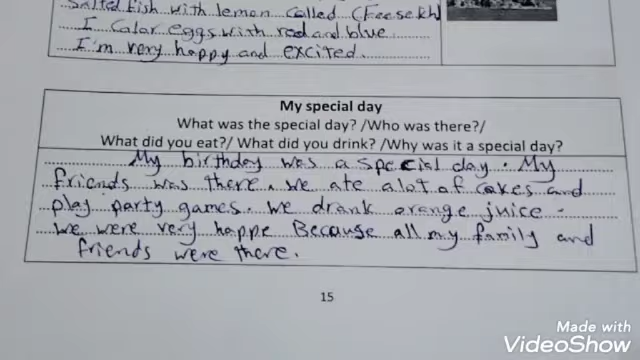 salted fish with lemon called (Feesekh)
I Calar eggs with red and blue
I'm very happy and excited.
My special day
What was the special day? /Who was there?/
What did you eat?/ What did you drink? /Why was it a special day?
My birthday was a special day. My
friends was there. we ate alot of cakes and
play party games. we drank orange juice.
we were very happe Because all my family and
friends were there.
15
Made with
VideoShow